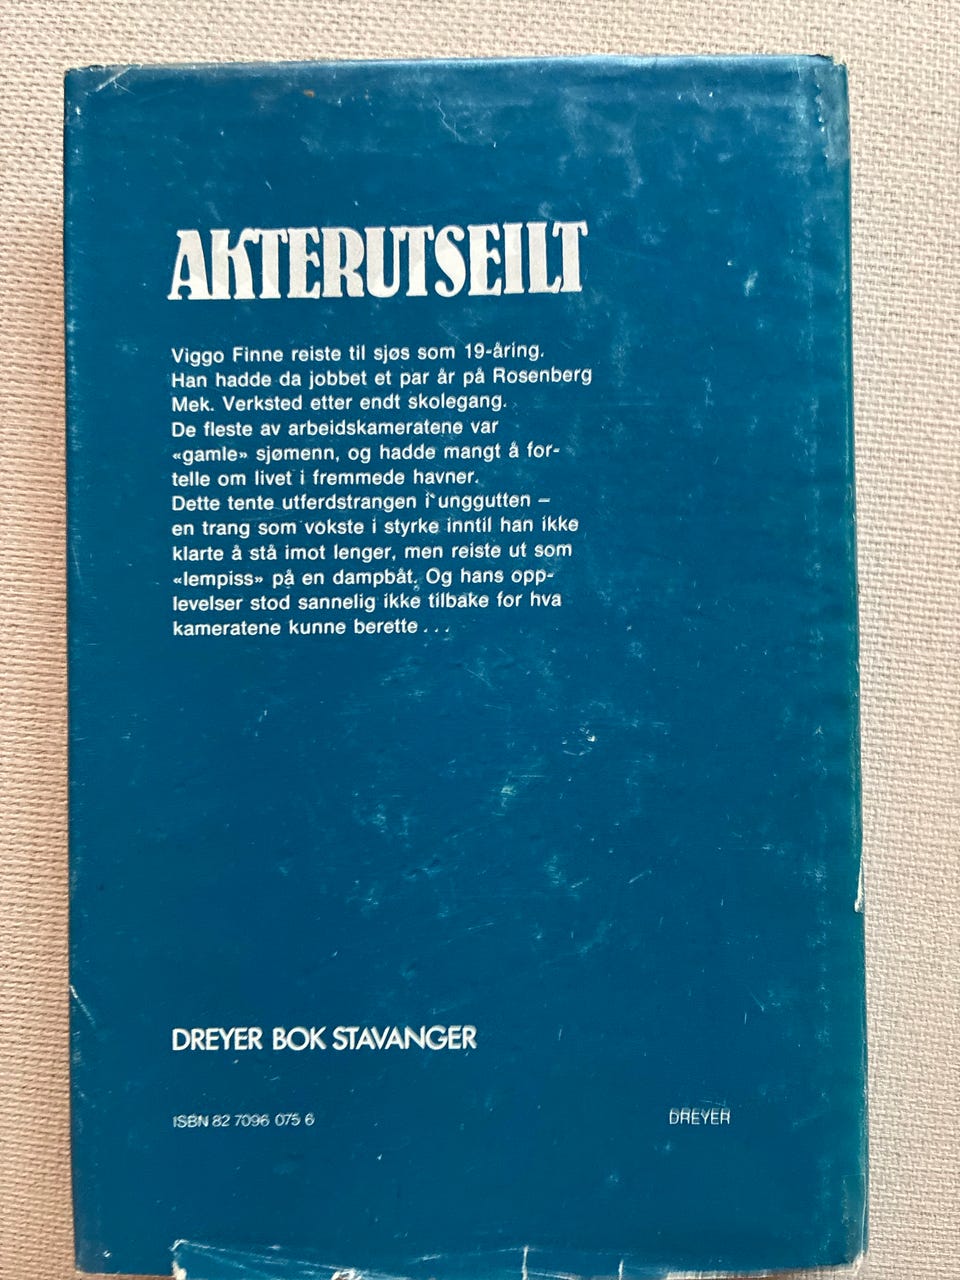 AKTERUTSEILT
Viggo Finne reiste til sjøs som 19-åring.
Han hadde da jobbet et par år på Rosenberg
Mek. Verksted etter endt skolegang.
De fleste av arbeidskameratene var
«gamle» sjømenn, og hadde mangt å for-
telle om livet i fremmede havner.
Dette tente utferdstrangen i unggutten –
en trang som vokste i styrke inntil han ikke
klarte å stå imot lenger, men reiste ut som
«lempiss» på en dampbåt. Og hans opp-
levelser stod sannelig ikke tilbake for hva
kameratene kunne berette . . .
DREYER BOK STAVANGER
ISBN 82 7096 075 6
DREYER